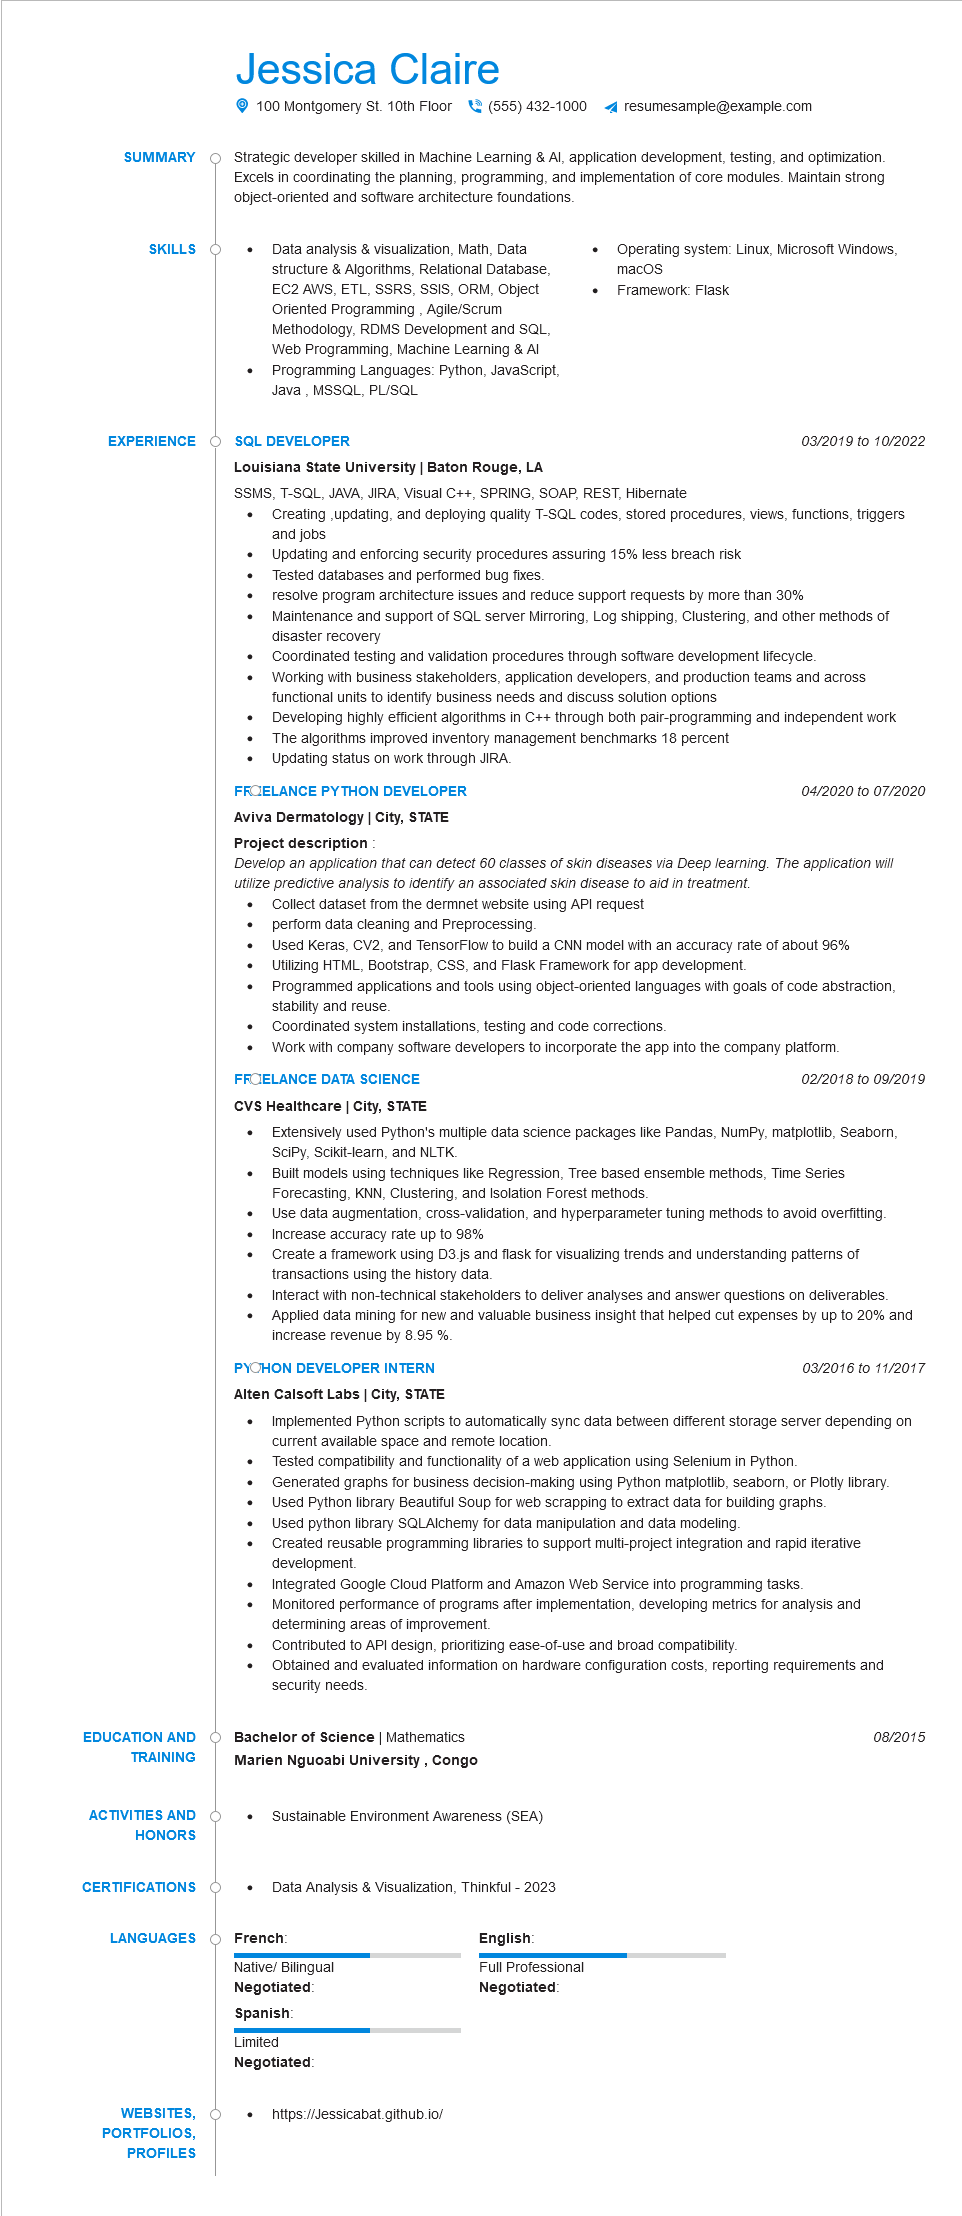 Jessica Claire
100 Montgomery St. 10th Floor (555) 432-1000 resumesample@example.com
SUMMARY
Strategic developer skilled in Machine Learning & AI, application development, testing, and optimization.
Excels in coordinating the planning, programming, and implementation of core modules. Maintain strong
object-oriented and software architecture foundations.
SKILLS
• Data analysis & visualization, Math, Data
structure & Algorithms, Relational Database,
EC2 AWS, ETL, SSRS, SSIS, ORM, Object
Oriented Programming , Agile/Scrum
Methodology, RDMS Development and SQL,
Web Programming, Machine Learning & AI
• Programming Languages: Python, JavaScript,
Java , MSSQL, PL/SQL
• Operating system: Linux, Microsoft Windows,
macOS
• Framework: Flask
EXPERIENCE
SQL DEVELOPER 03/2019 to 10/2022
Louisiana State University | Baton Rouge, LA
SSMS, T-SQL, JAVA, JIRA, Visual C++, SPRING, SOAP, REST, Hibernate
• Creating ,updating, and deploying quality T-SQL codes, stored procedures, views, functions, triggers
and jobs
• Updating and enforcing security procedures assuring 15% less breach risk
• Tested databases and performed bug fixes.
• resolve program architecture issues and reduce support requests by more than 30%
• Maintenance and support of SQL server Mirroring, Log shipping, Clustering, and other methods of
disaster recovery
• Coordinated testing and validation procedures through software development lifecycle.
• Working with business stakeholders, application developers, and production teams and across
functional units to identify business needs and discuss solution options
• Developing highly efficient algorithms in C++ through both pair-programming and independent work
• The algorithms improved inventory management benchmarks 18 percent
• Updating status on work through JIRA.
FREELANCE PYTHON DEVELOPER 04/2020 to 07/2020
Aviva Dermatology | City, STATE
Project description :
Develop an application that can detect 60 classes of skin diseases via Deep learning. The application will
utilize predictive analysis to identify an associated skin disease to aid in treatment.
• Collect dataset from the dermnet website using API request
• perform data cleaning and Preprocessing.
• Used Keras, CV2, and TensorFlow to build a CNN model with an accuracy rate of about 96%
• Utilizing HTML, Bootstrap, CSS, and Flask Framework for app development.
• Programmed applications and tools using object-oriented languages with goals of code abstraction,
stability and reuse.
• Coordinated system installations, testing and code corrections.
• Work with company software developers to incorporate the app into the company platform.
FREELANCE DATA SCIENCE 02/2018 to 09/2019
CVS Healthcare | City, STATE
• Extensively used Python's multiple data science packages like Pandas, NumPy, matplotlib, Seaborn,
SciPy, Scikit-learn, and NLTK.
• Built models using techniques like Regression, Tree based ensemble methods, Time Series
Forecasting, KNN, Clustering, and Isolation Forest methods.
• Use data augmentation, cross-validation, and hyperparameter tuning methods to avoid overfitting.
• Increase accuracy rate up to 98%
• Create a framework using D3.js and flask for visualizing trends and understanding patterns of
transactions using the history data.
• Interact with non-technical stakeholders to deliver analyses and answer questions on deliverables.
• Applied data mining for new and valuable business insight that helped cut expenses by up to 20% and
increase revenue by 8.95 %.
PYTHON DEVELOPER INTERN 03/2016 to 11/2017
Alten Calsoft Labs | City, STATE
• Implemented Python scripts to automatically sync data between different storage server depending on
current available space and remote location.
• Tested compatibility and functionality of a web application using Selenium in Python.
• Generated graphs for business decision-making using Python matplotlib, seaborn, or Plotly library.
• Used Python library Beautiful Soup for web scrapping to extract data for building graphs.
• Used python library SQLAlchemy for data manipulation and data modeling.
• Created reusable programming libraries to support multi-project integration and rapid iterative
development.
• Integrated Google Cloud Platform and Amazon Web Service into programming tasks.
• Monitored performance of programs after implementation, developing metrics for analysis and
determining areas of improvement.
• Contributed to API design, prioritizing ease-of-use and broad compatibility.
• Obtained and evaluated information on hardware configuration costs, reporting requirements and
security needs.
EDUCATION AND
TRAINING
Bachelor of Science | Mathematics 08/2015
Marien Nguoabi University , Congo
ACTIVITIES AND
HONORS
• Sustainable Environment Awareness (SEA)
CERTIFICATIONS
• Data Analysis & Visualization, Thinkful - 2023
LANGUAGES
French:
Native/ Bilingual
Negotiated:
English:
Full Professional
Negotiated:
Spanish:
Limited
Negotiated:
WEBSITES,
PORTFOLIOS,
PROFILES
• https://Jessicabat.github.io/